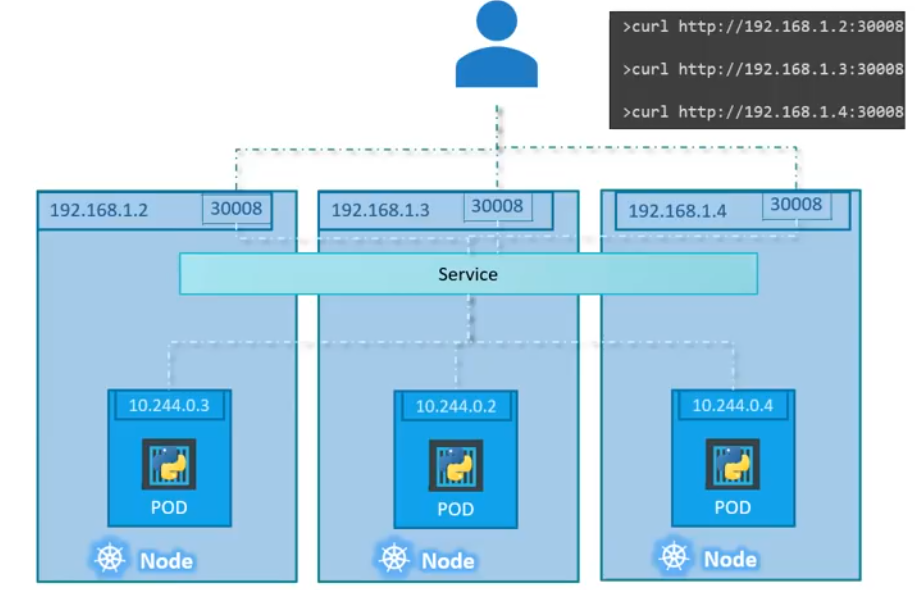 >curl http://192.168.1.2:30008
>curl http://192.168.1.3:30008
>curl http://192.168.1.4:30008
192.168.1.2
30008
192.168.1.3
30008
192.168.1.4
30008
Service
10.244.0.3
POD
Node
10.244.0.2
POD
Node
10.244.0.4
POD
Node